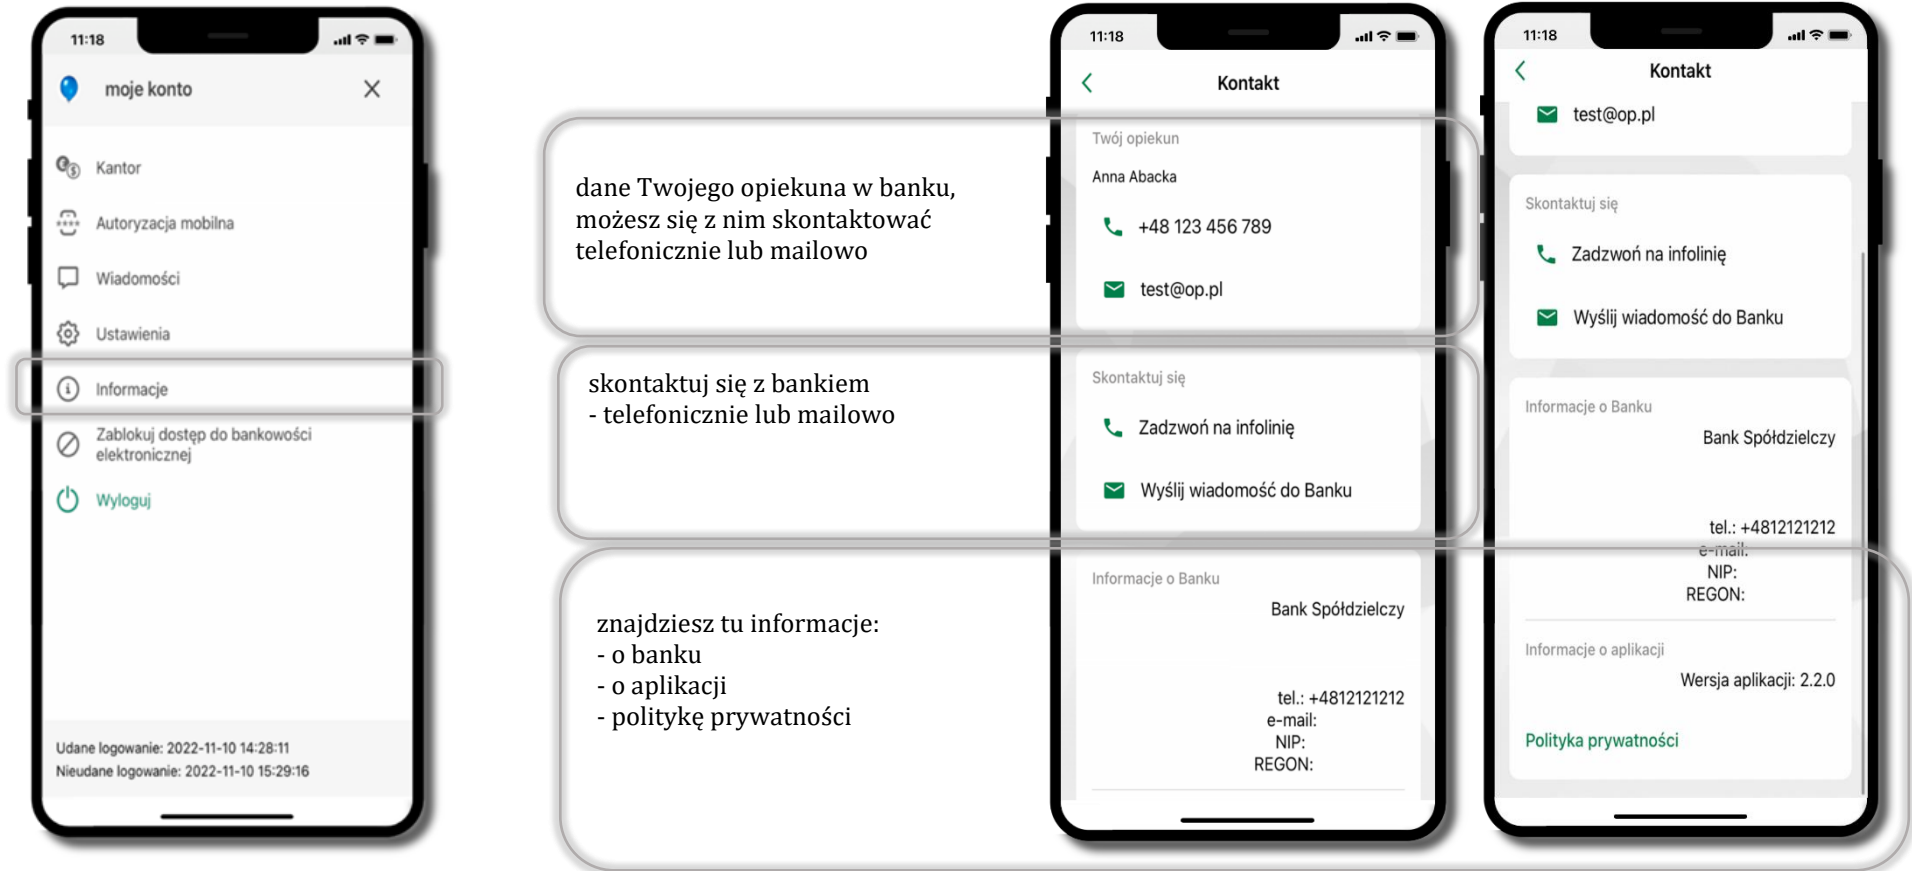 11:18
moje konto
Kantor
Autoryzacja mobilna
Wiadomości
Ustawienia
Informacje
Zablokuj dostęp do bankowości
elektronicznej
Wyloguj
Udane logowanie: 2022-11-10 14:28:11
Nieudane logowanie: 2022-11-10 15:29:16
dane Twojego opiekuna w banku,
możesz się z nim skontaktować
telefonicznie lub mailowo
skontaktuj się z bankiem
- telefonicznie lub mailowo
znajdziesz tu informacje:
- o banku
- o aplikacji
- politykę prywatności
11:18
Kontakt
Twój opiekun
Anna Abacka
+48 123 456 789
test@op.pl
Skontaktuj się
Zadzwoń na infolinię
Wyślij wiadomość do Banku
Informacje o Banku
Bank Spółdzielczy
tel.: +4812121212
e-mail:
NIP:
REGON:
11:18
Kontakt
test@op.pl
Skontaktuj się
Zadzwoń na infolinię
Wyślij wiadomość do Banku
Informacje o Banku
Bank Spółdzielczy
tel.: +4812121212
e-mail:
NIP:
REGON:
Informacje o aplikacji
Wersja aplikacji: 2.2.0
Polityka prywatności